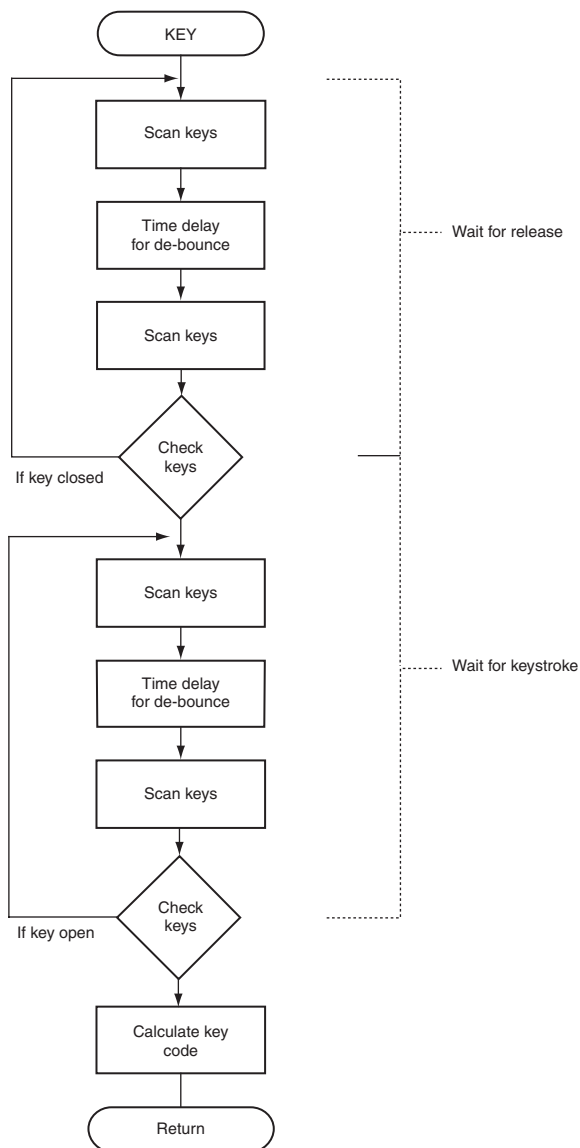 KEY
Scan keys
Time delay
for de-bounce
Wait for release
Scan keys
Check
keys
If key closed
Scan keys
Wait for keystroke
Time delay
for de-bounce
Scan keys
Check
keys
If key open
Calculate key
code
Return